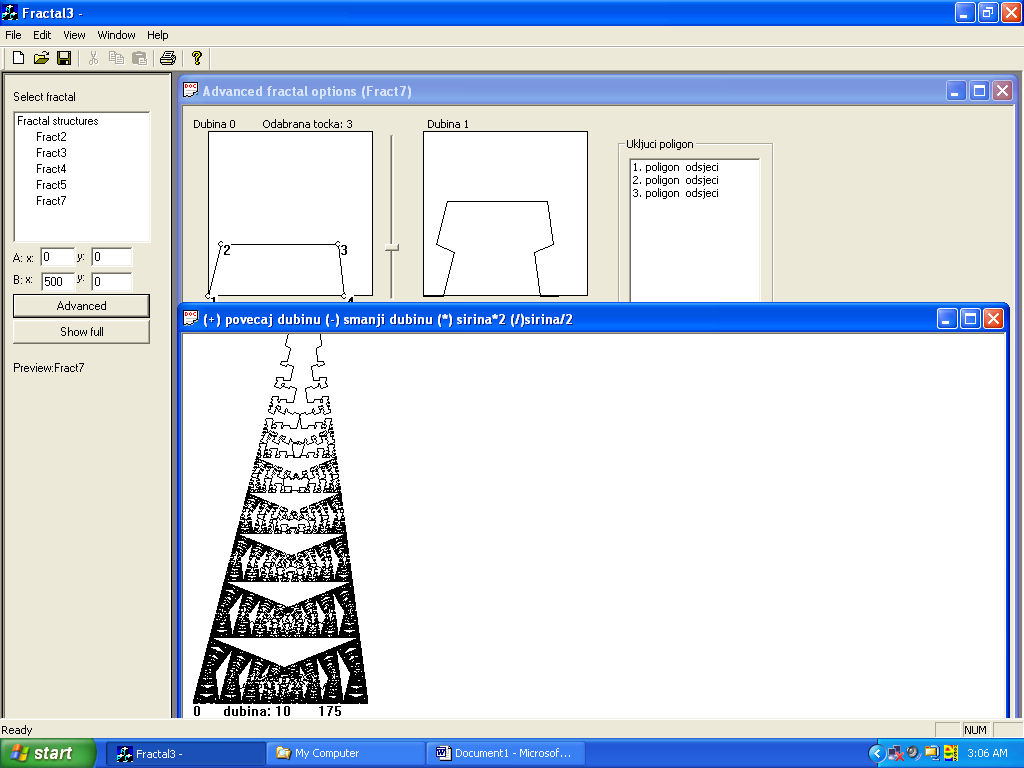 Fractal3 -
File Edit View Window Help
Select fractal
Fractal structures
Fract2
Fract3
Fract4
Fract5
Fract7
A: x: 0 y: 0
B: x: 500 y: 0
Advanced
Show full
Preview:Fract7
Advanced fractal options (Fract7)
Dubina 0 Odabrana tocka: 3 Dubina 1
2 3
1 4
Ukljuci poligon
1. poligon odsjeci
2. poligon odsjeci
3. poligon odsjeci
(+) povecaj dubinu (-) smanji dubinu (*) sirina*2 (/)sirina/2
0 dubina: 10 175
Ready NUM
start Fractal3 - My Computer Document1 - Microsof... 3:06 AM